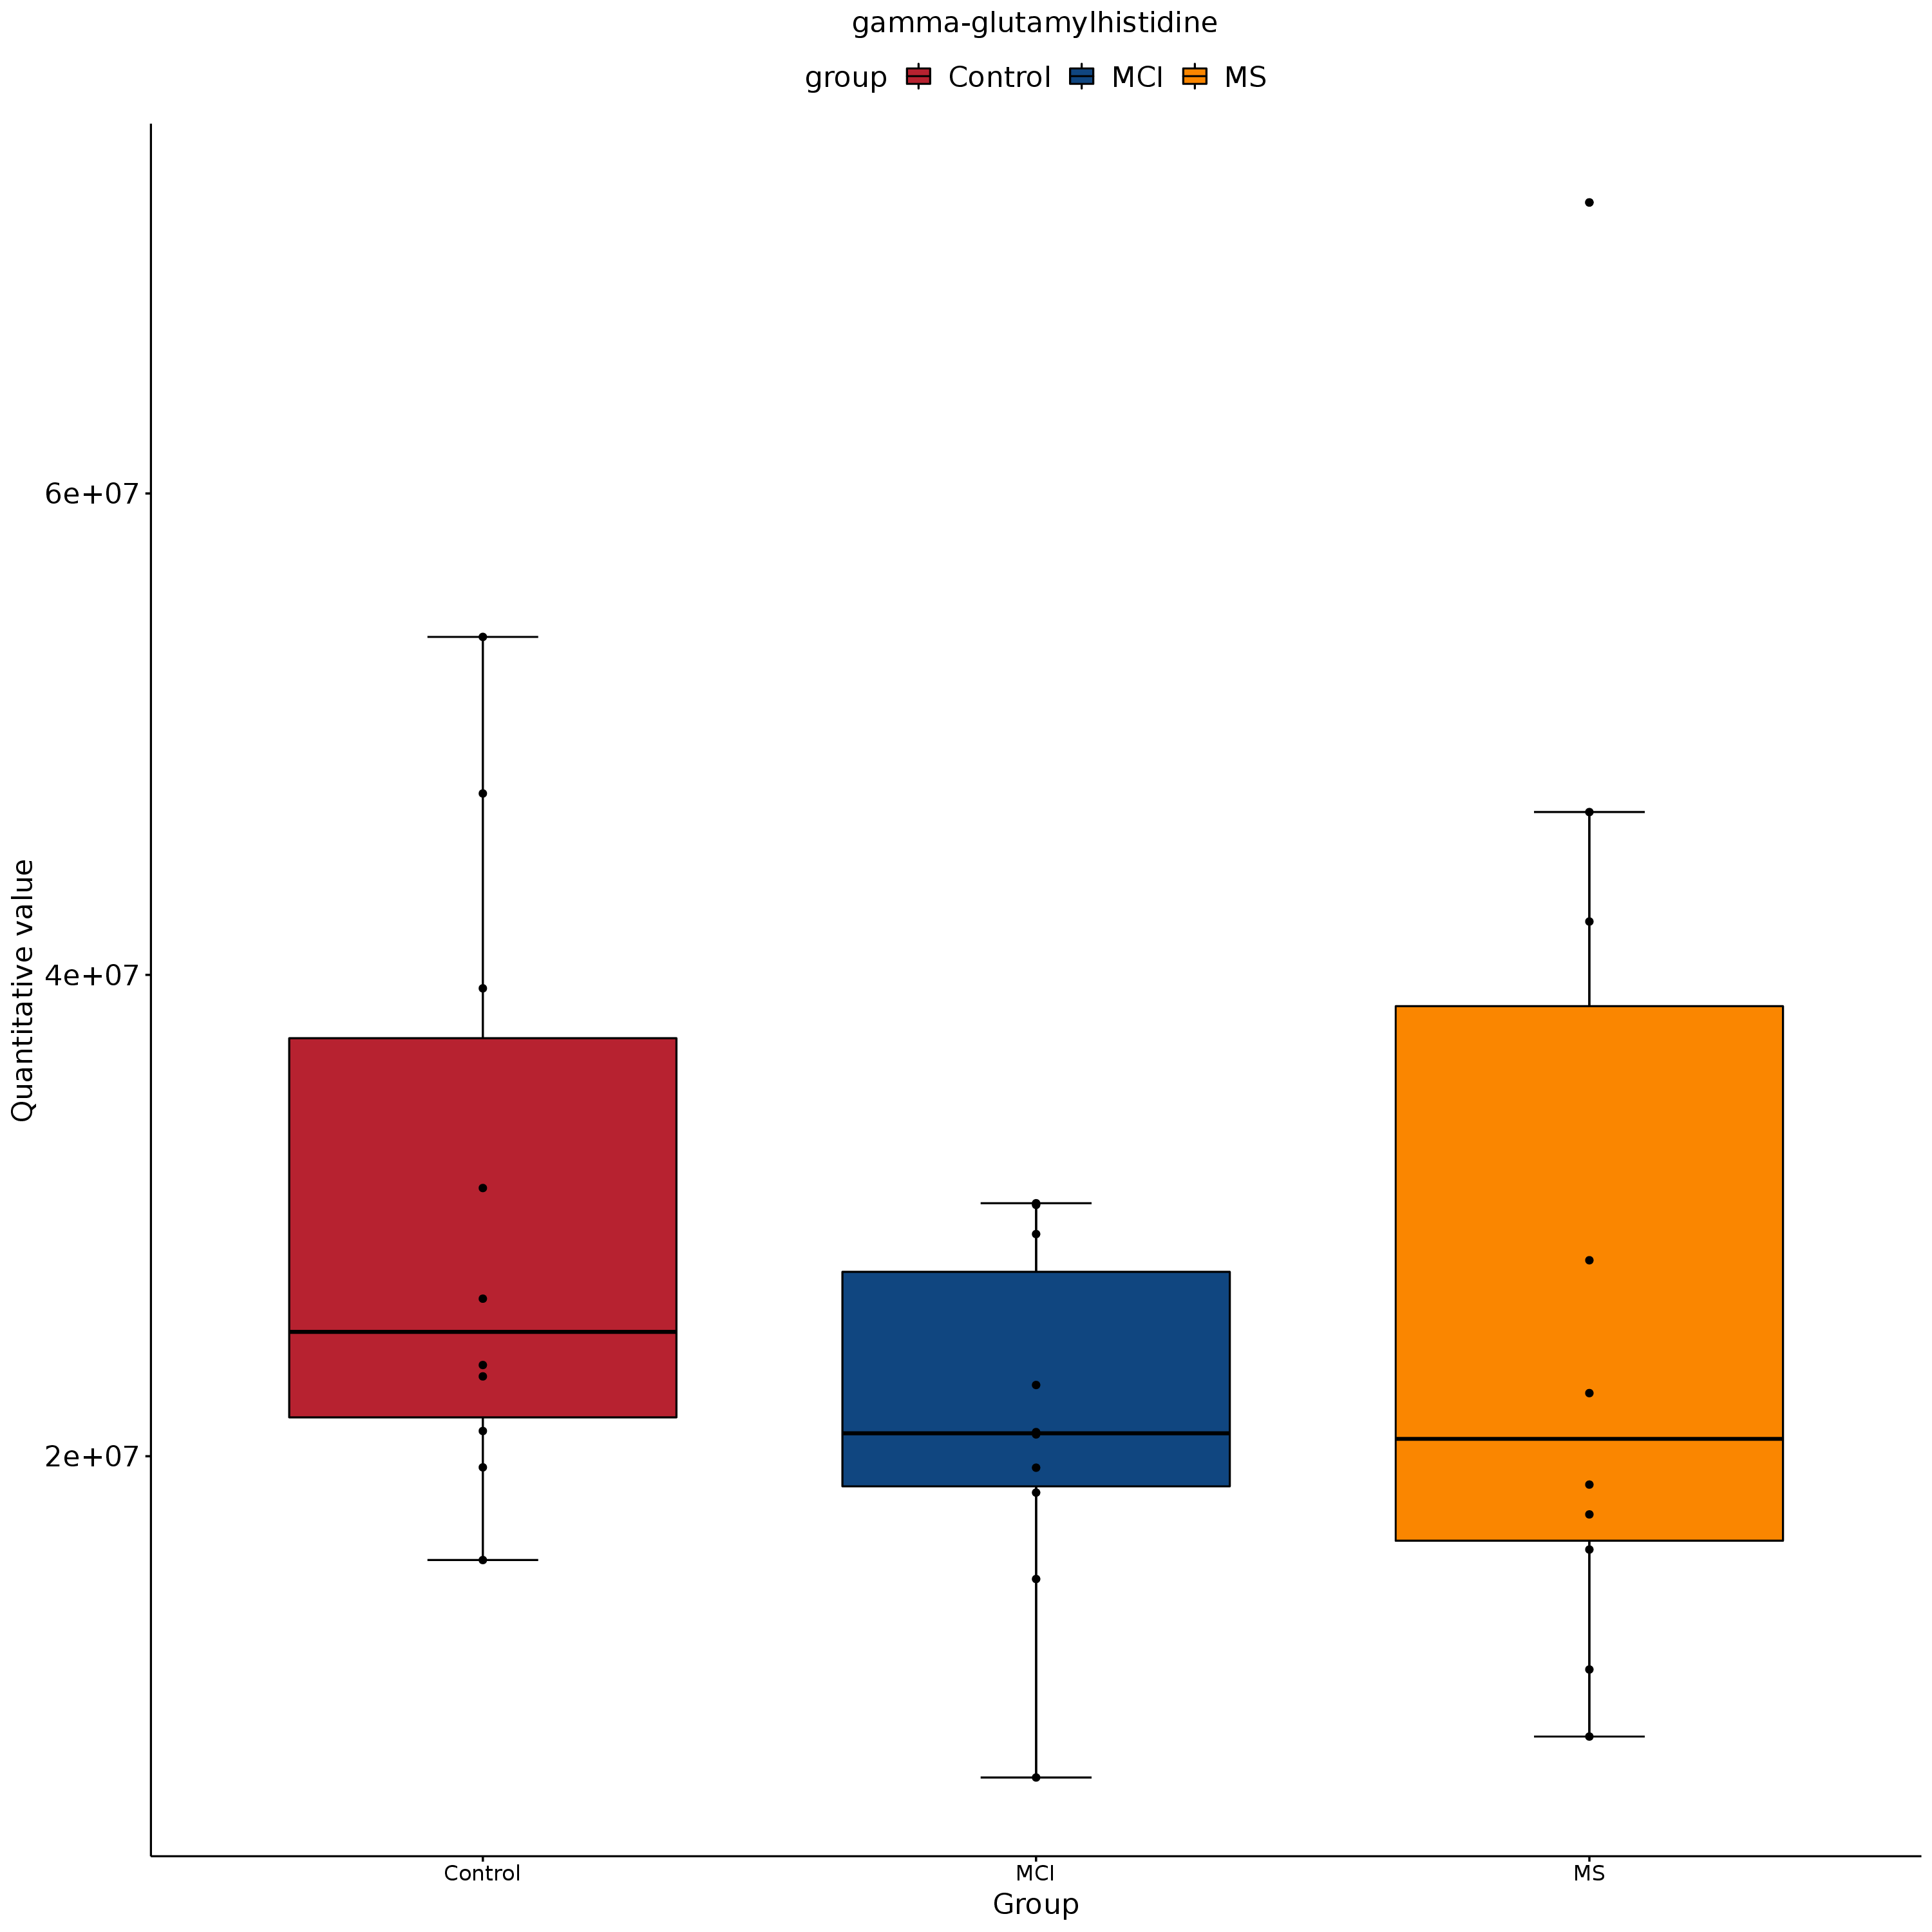 gamma-glutamylhistidine
group Control MCI MS
Quantitative value
6e+07
4e+07
2e+07
Control MCI MS
Group